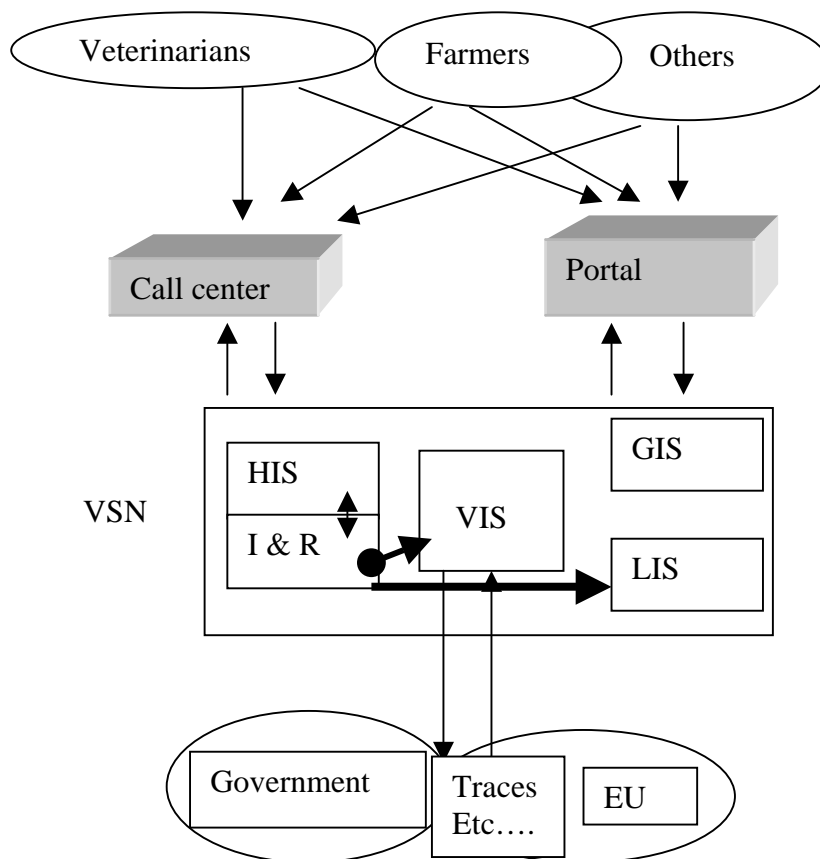 Veterinarians
Farmers
Others
Call center
Portal
VSN
HIS
I & R
VIS
GIS
LIS
Government
Traces
Etc….
EU